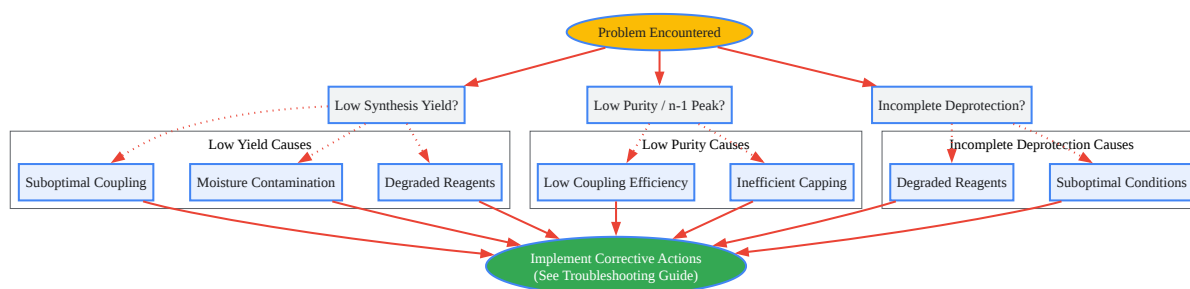 Problem Encountered
Low Synthesis Yield?
Low Purity / n-1 Peak?
Incomplete Deprotection?
Low Yield Causes
Low Purity Causes
Incomplete Deprotection Causes
Suboptimal Coupling
Moisture Contamination
Degraded Reagents
Low Coupling Efficiency
Inefficient Capping
Degraded Reagents
Suboptimal Conditions
Implement Corrective Actions
(See Troubleshooting Guide)